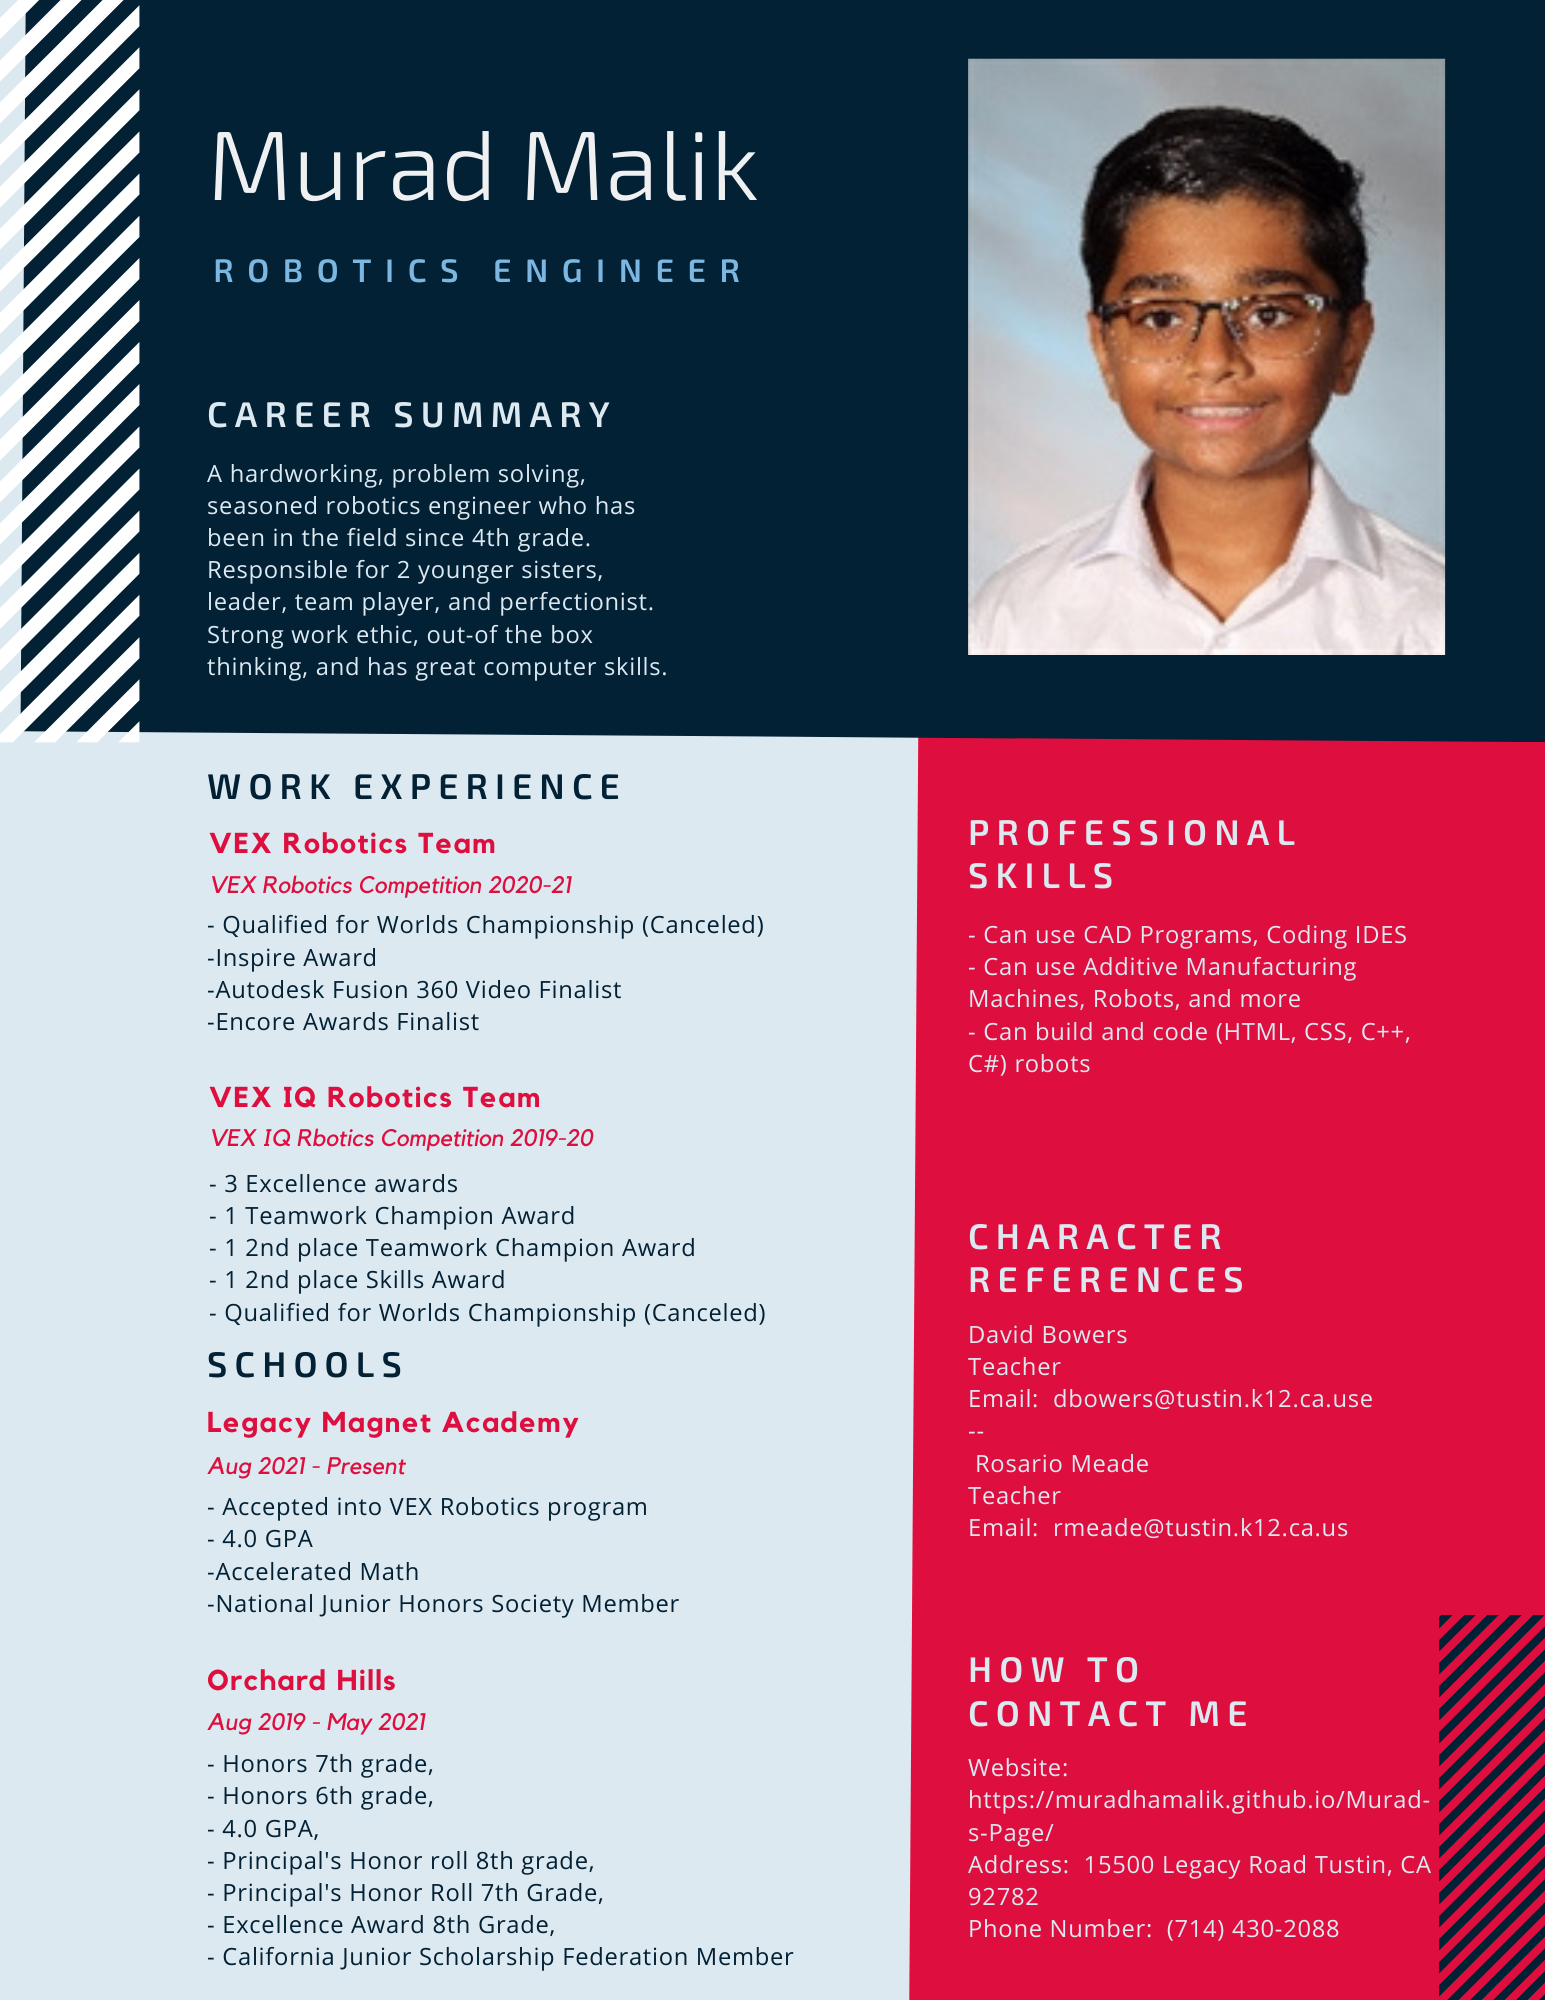 Murad Malik
ROBOTICS ENGINEER
CAREER SUMMARY
A hardworking, problem solving,
seasoned robotics engineer who has
been in the field since 4th grade.
Responsible for 2 younger sisters,
leader, team player, and perfectionist.
Strong work ethic, out-of the box
thinking, and has great computer skills.
WORK EXPERIENCE
VEX Robotics Team
VEX Robotics Competition 2020-21
- Qualified for Worlds Championship (Canceled)
-Inspire Award
-Autodesk Fusion 360 Video Finalist
-Encore Awards Finalist
VEX IQ Robotics Team
VEX IQ Rbotics Competition 2019-20
- 3 Excellence awards
- 1 Teamwork Champion Award
- 1 2nd place Teamwork Champion Award
- 1 2nd place Skills Award
- Qualified for Worlds Championship (Canceled)
SCHOOLS
Legacy Magnet Academy
Aug 2021 - Present
- Accepted into VEX Robotics program
- 4.0 GPA
-Accelerated Math
-National Junior Honors Society Member
Orchard Hills
Aug 2019 - May 2021
- Honors 7th grade,
- Honors 6th grade,
- 4.0 GPA,
- Principal's Honor roll 8th grade,
- Principal's Honor Roll 7th Grade,
- Excellence Award 8th Grade,
- California Junior Scholarship Federation Member
PROFESSIONAL
SKILLS
- Can use CAD Programs, Coding IDES
- Can use Additive Manufacturing
Machines, Robots, and more
- Can build and code (HTML, CSS, C++,
C#) robots
CHARACTER
REFERENCES
David Bowers
Teacher
Email: dbowers@tustin.k12.ca.use
--
Rosario Meade
Teacher
Email: rmeade@tustin.k12.ca.us
HOW TO
CONTACT ME
Website:
https://muradhamalik.github.io/Murad-
s-Page/
Address: 15500 Legacy Road Tustin, CA
92782
Phone Number: (714) 430-2088